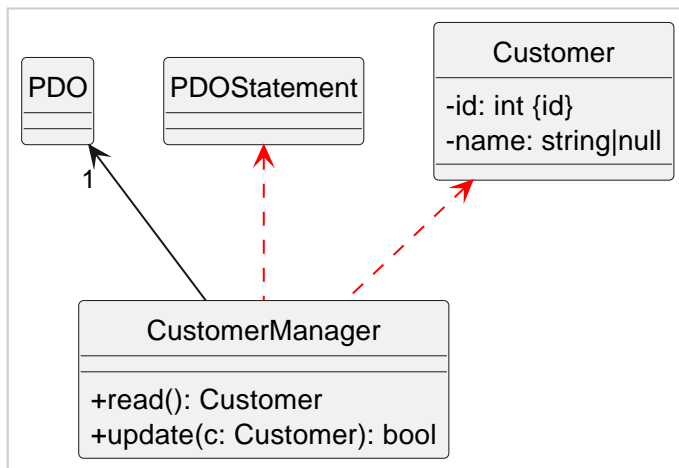 PDO
PDOStatement
Customer
-id: int {id}
-name: string|null
1
CustomerManager
+read(): Customer
+update(c: Customer): bool